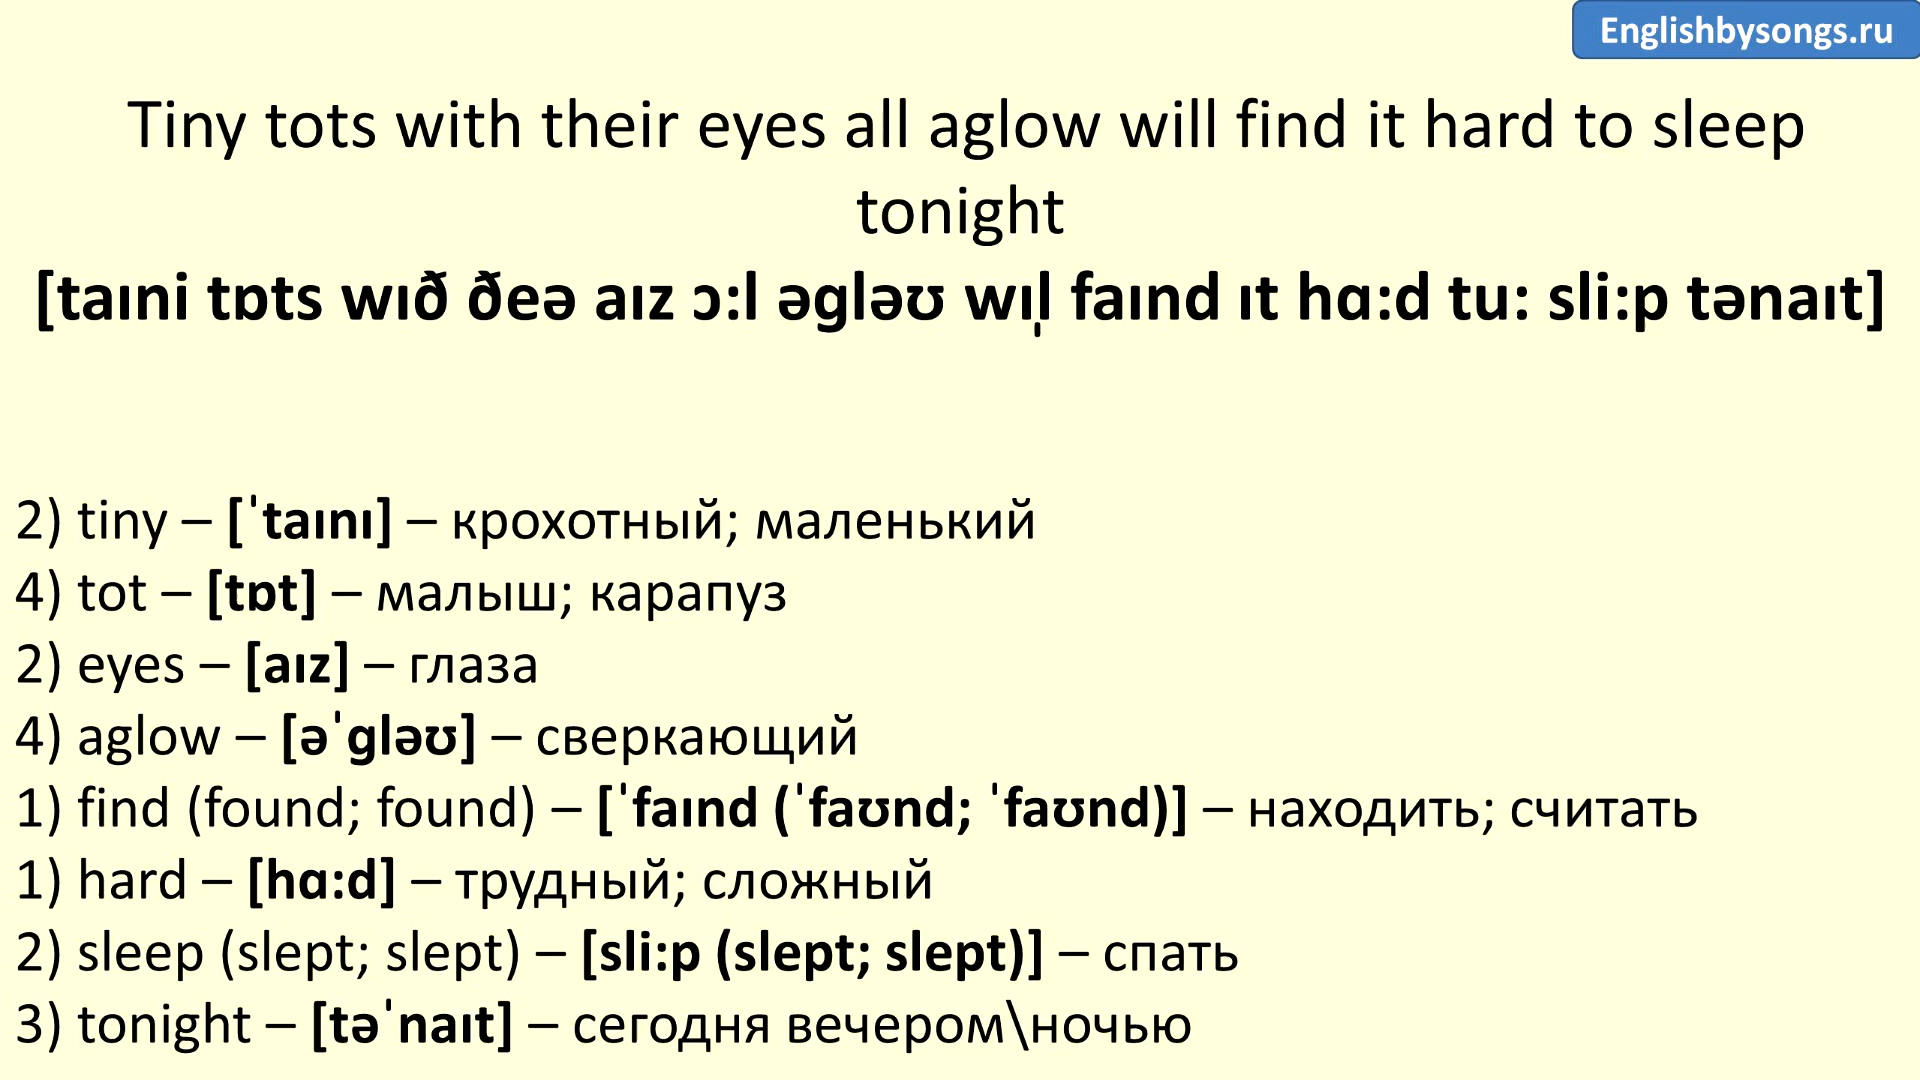 Englishbysongs.ru
Tiny tots with their eyes all aglow will find it hard to sleep
tonight
[taɪni tɒts wɪð ðeə aɪz ɔ:l əgləʊ wɪl̩ faɪnd ɪt hɑ:d tu: sli:p tənaɪt]
2) tiny – [ˈtaɪnɪ] – крохотный; маленький
4) tot – [tɒt] – малыш; карапуз
2) eyes – [aɪz] – глаза
4) aglow – [əˈgləʊ] – сверкающий
1) find (found; found) – [ˈfaɪnd (ˈfaʊnd; ˈfaʊnd)] – находить; считать
1) hard – [hɑ:d] – трудный; сложный
2) sleep (slept; slept) – [sli:p (slept; slept)] – спать
3) tonight – [təˈnaɪt] – сегодня вечером\ночью